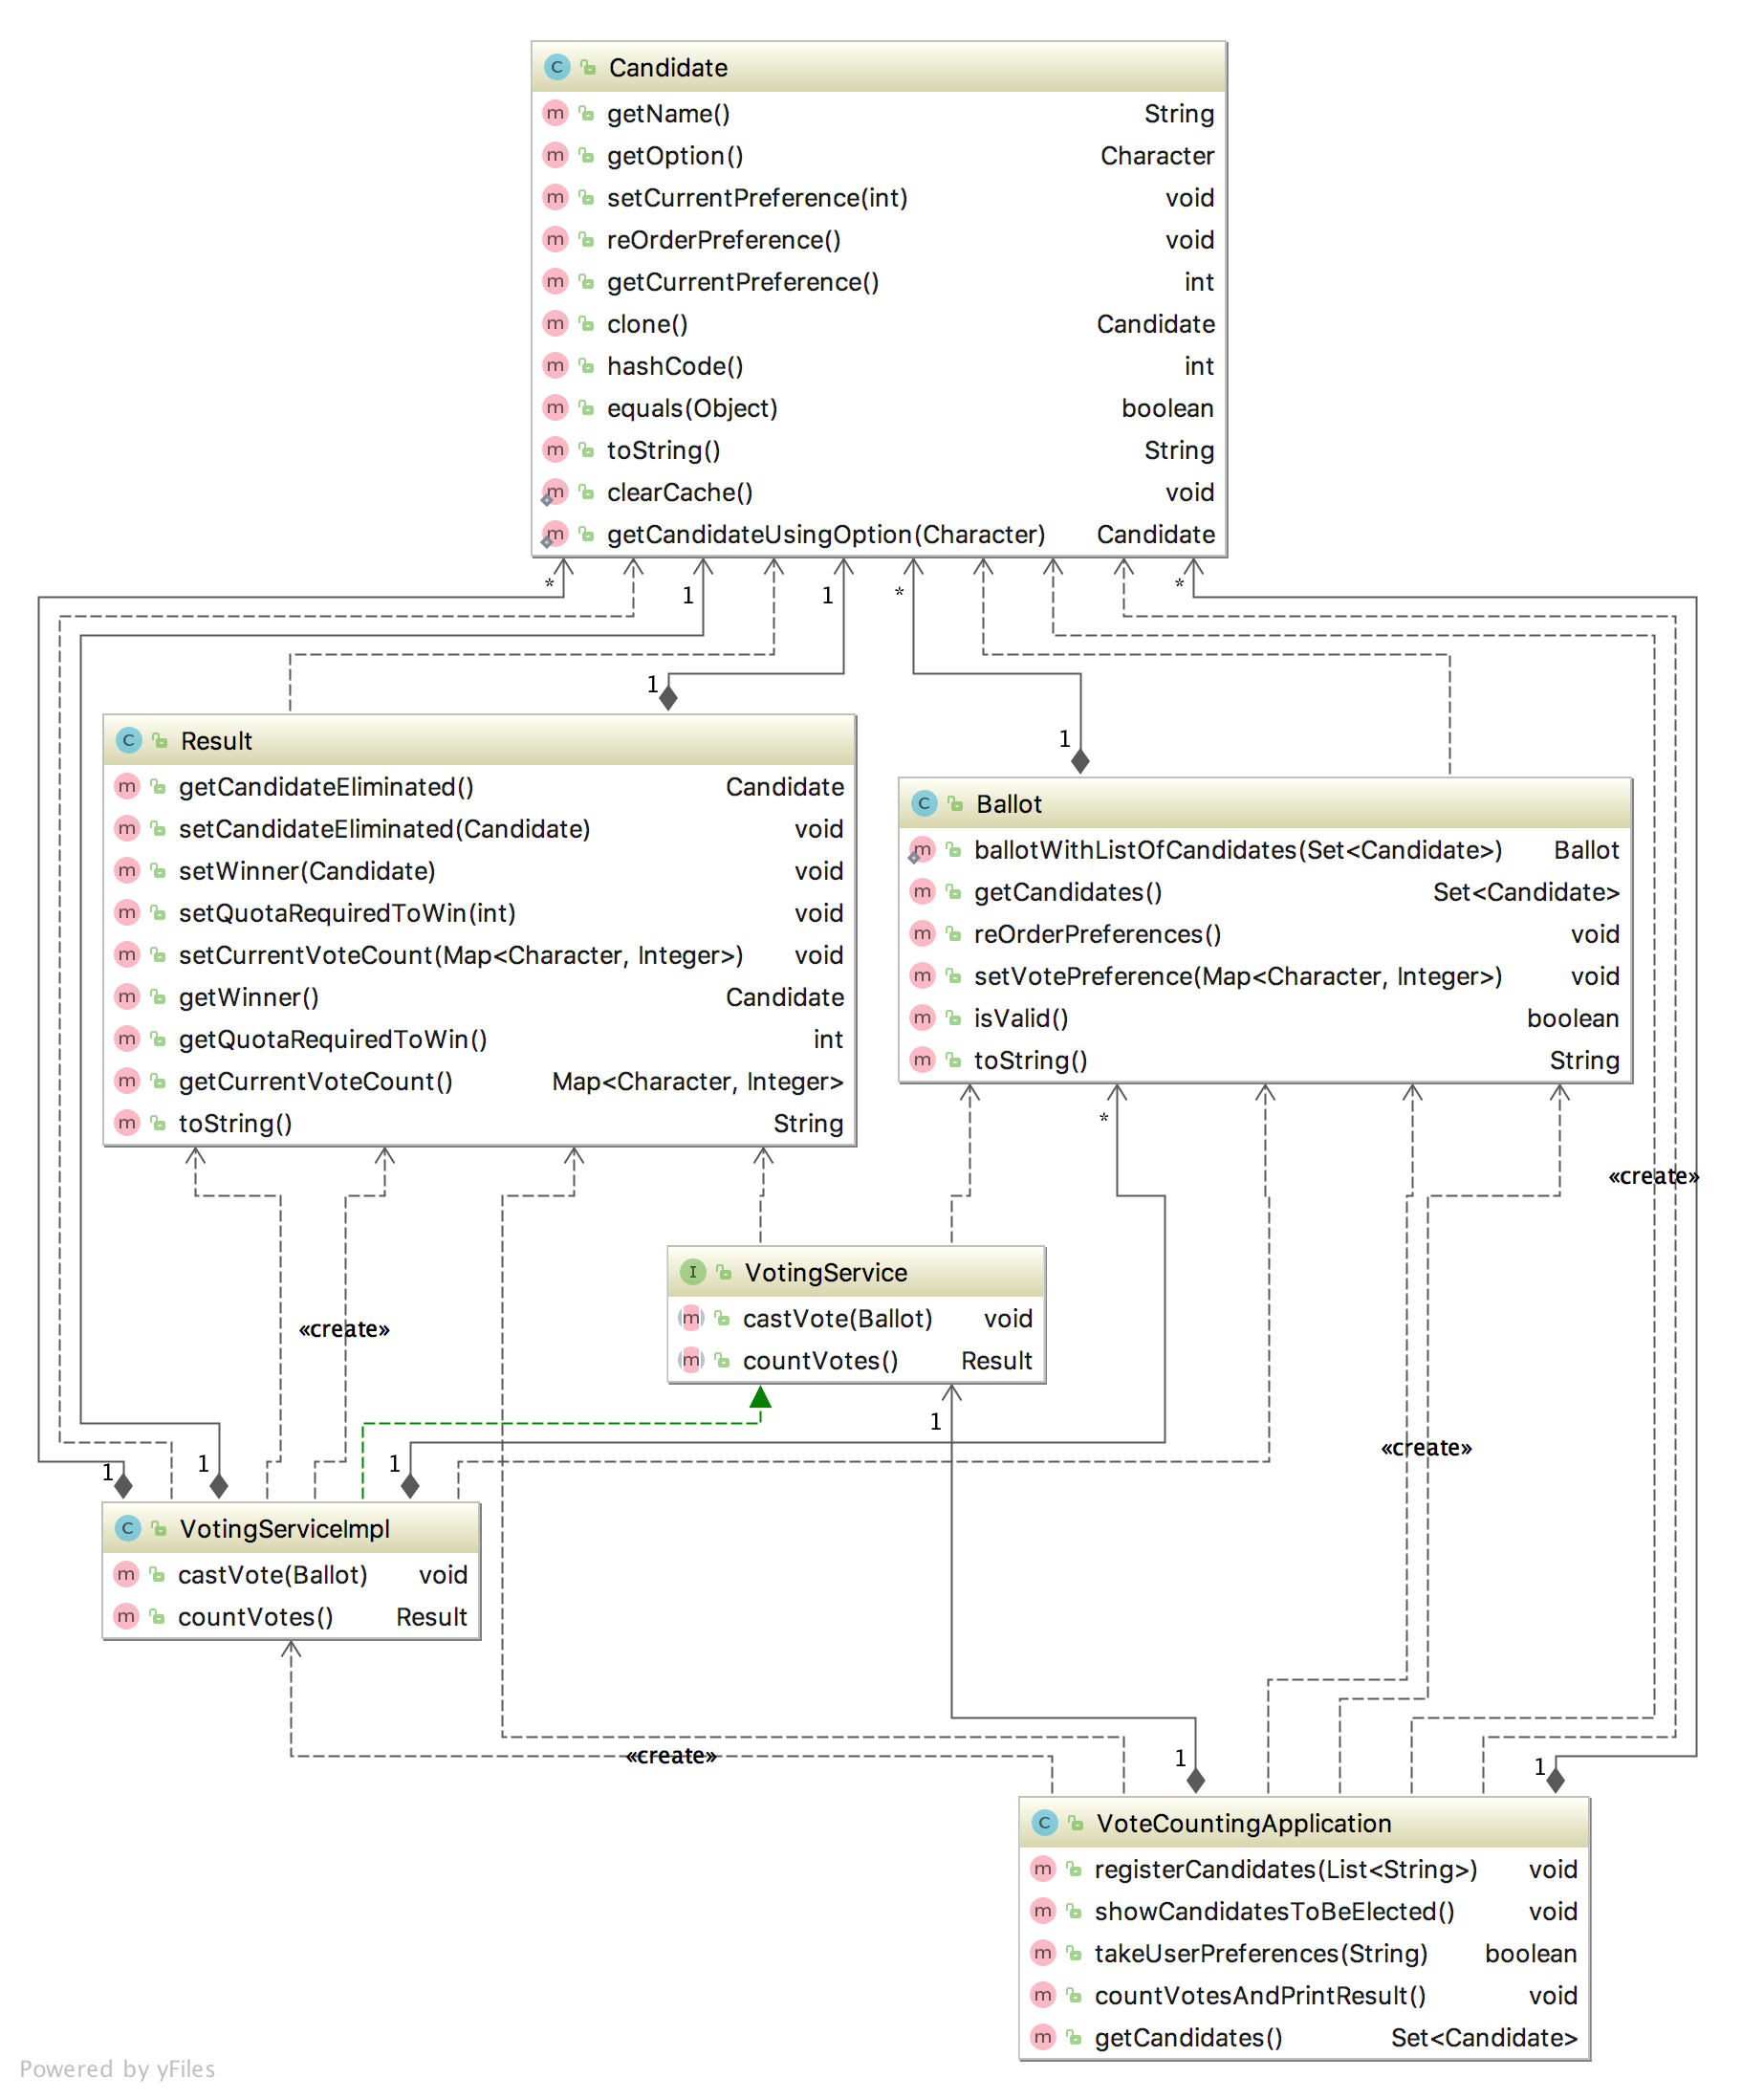 C Candidate
m getName() String
m getOption() Character
m setCurrentPreference(int) void
m reOrderPreference() void
m getCurrentPreference() int
m clone() Candidate
m hashCode() int
m equals(Object) boolean
m toString() String
m clearCache() void
m getCandidateUsingOption(Character) Candidate
* 1 1 * *
1
C Result
m getCandidateEliminated() Candidate
m setCandidateEliminated(Candidate) void
m setWinner(Candidate) void
m setQuotaRequiredToWin(int) void
m setCurrentVoteCount(Map<Character, Integer>) void
m getWinner() Candidate
m getQuotaRequiredToWin() int
m getCurrentVoteCount() Map<Character, Integer>
m toString() String
1
C Ballot
m ballotWithListOfCandidates(Set<Candidate>) Ballot
m getCandidates() Set<Candidate>
m reOrderPreferences() void
m setVotePreference(Map<Character, Integer>) void
m isValid() boolean
m toString() String
*
«create»
I VotingService
m castVote(Ballot) void
m countVotes() Result
«create»
1
«create»
1 1 1
C VotingServiceImpl
m castVote(Ballot) void
m countVotes() Result
«create»
1 1
C VoteCountingApplication
m registerCandidates(List<String>) void
m showCandidatesToBeElected() void
m takeUserPreferences(String) boolean
m countVotesAndPrintResult() void
m getCandidates() Set<Candidate>
Powered by yFiles